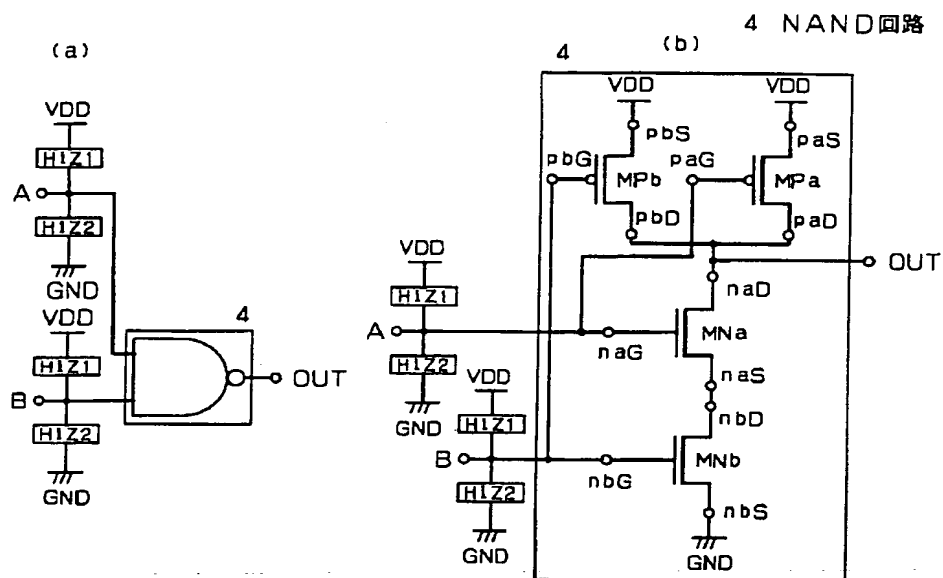 4 NAND回路
(a)
VDD
HIZ1
A
HIZ2
GND
VDD
HIZ1
B
HIZ2
GND
4
OUT
(b)
4
VDD
pbS
pbG
MPb
pbD
VDD
paS
paG
MPa
paD
OUT
naD
VDD
HIZ1
A
HIZ2
GND
naG
MNa
naS
nbD
VDD
HIZ1
B
HIZ2
GND
nbG
MNb
nbS
GND